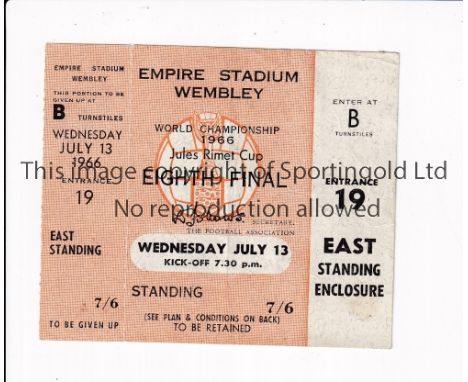 EMPIRE STADIUM
WEMBLEY
THIS PORTION TO BE
GIVEN UP AT
B TURNSTILES
WEDNESDAY
JULY 13
1966
ENTRANCE
19
EAST
STANDING
7/6
TO BE GIVEN UP
EMPIRE STADIUM
WEMBLEY
WORLD CHAMPIONSHIP
1966
Jules Rimet Cup
EIGHTH FINAL
SECRETARY,
THE FOOTBALL ASSOCIATION
WEDNESDAY JULY 13
KICK-OFF 7.30 p.m.
STANDING
7/6
(SEE PLAN & CONDITIONS ON BACK)
TO BE RETAINED
ENTER AT
B
TURNSTILES
ENTRANCE
19
EAST
STANDING
ENCLOSURE
This image copyright of Sportingold Ltd
No reproduction allowed